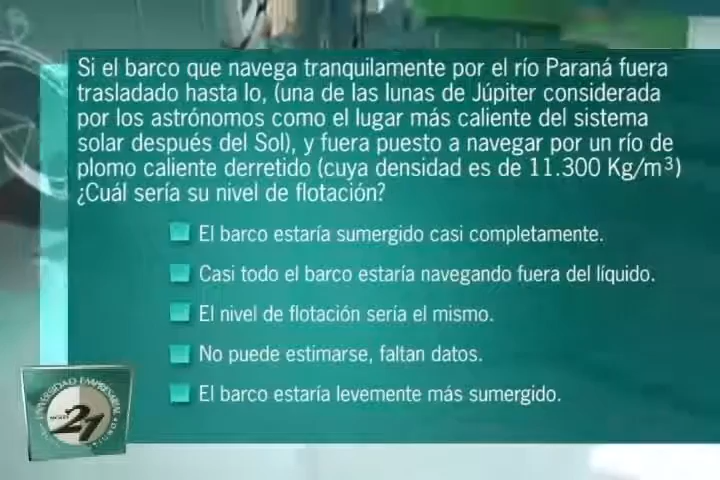 Si el barco que navega tranquilamente por el río Paraná fuera
trasladado hasta Io, (una de las lunas de Júpiter considerada
por los astrónomos como el lugar más caliente del sistema
solar después del Sol), y fuera puesto a navegar por un río de
plomo caliente derretido (cuya densidad es de 11.300 Kg/m³)
¿Cuál sería su nivel de flotación?
El barco estaría sumergido casi completamente.
Casi todo el barco estaría navegando fuera del líquido.
El nivel de flotación sería el mismo.
No puede estimarse, faltan datos.
El barco estaría levemente más sumergido.
UNIVERSIDAD EMPRESARIAL
21